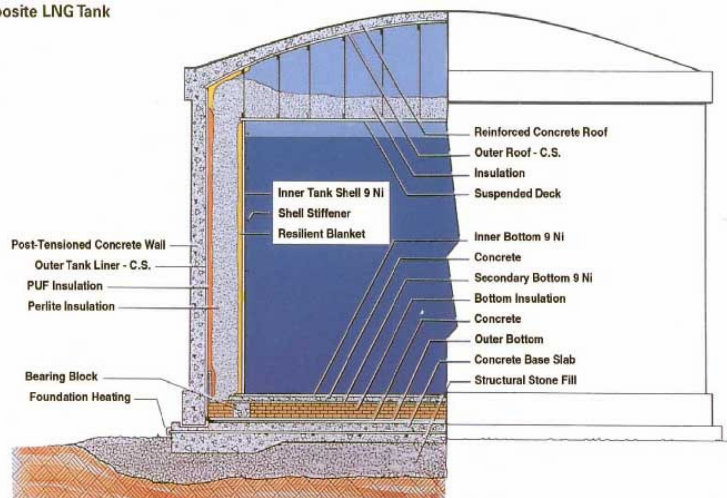 posite LNG Tank
Reinforced Concrete Roof
Outer Roof - C.S.
Insulation
Suspended Deck
Inner Tank Shell 9 Ni
Shell Stiffener
Resilient Blanket
Post-Tensioned Concrete Wall
Outer Tank Liner - C.S.
PUF Insulation
Perlite Insulation
Inner Bottom 9 Ni
Concrete
Secondary Bottom 9 Ni
Bottom Insulation
Concrete
Outer Bottom
Concrete Base Slab
Structural Stone Fill
Bearing Block
Foundation Heating